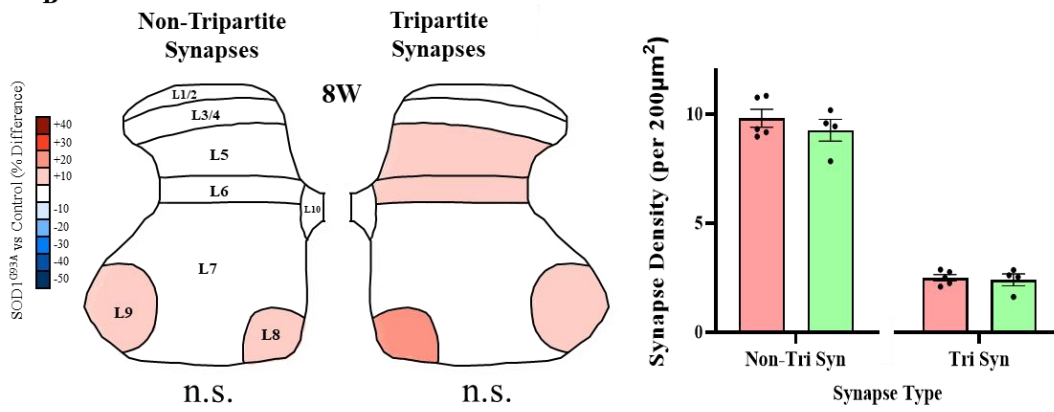 Non-Tripartite
Synapses
Tripartite
Synapses
8W
SOD1ᴳ⁹³ᴬ vs Control (% Difference)
+40
+30
+20
+10
-10
-20
-30
-40
-50
L1/2
L3/4
L5
L6
L10
L7
L9
L8
n.s.
n.s.
Synapse Density (per 200µm²)
10
5
0
Non-Tri Syn
Tri Syn
Synapse Type